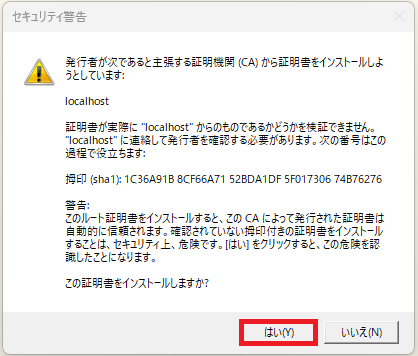 セキュリティ警告
発行者が次であると主張する証明機関 (CA) から証明書をインストールしよ
うとしています:
localhost
証明書が実際に "localhost" からのものであるかどうかを検証できません。
"localhost" に連絡して発行者を確認する必要があります。次の番号はこの
過程で役立ちます:
拇印 (sha1): 1C36A91B 8CF66A71 52BDA1DF 5F017306 74B76276
警告:
このルート証明書をインストールすると、この CA によって発行された証明書は
自動的に信頼されます。確認されていない拇印付きの証明書をインストール
することは、セキュリティ上、危険です。[はい] をクリックすると、この危険を認
識したことになります。
この証明書をインストールしますか?
はい(Y)
いいえ(N)